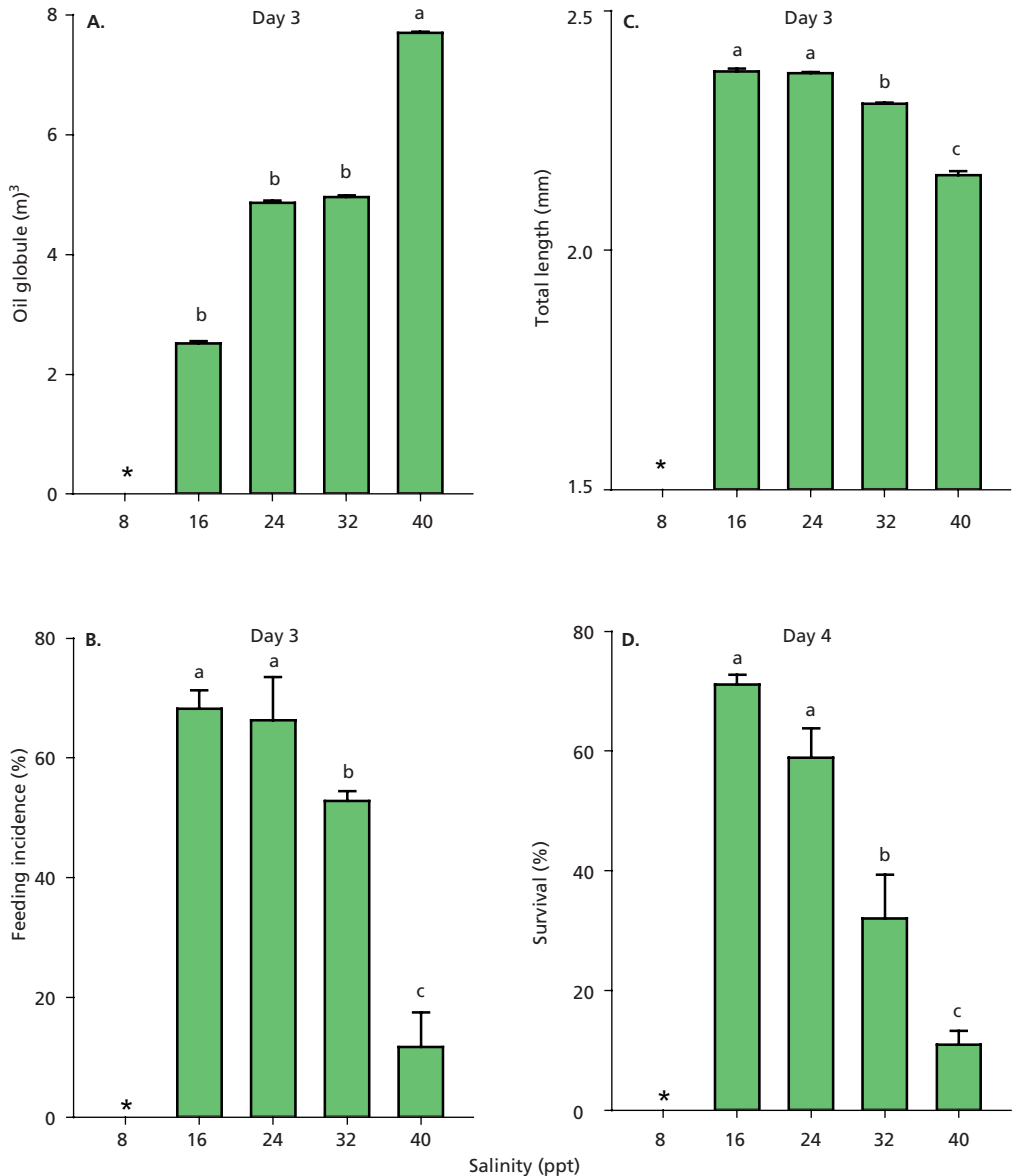 A.
Day 3
Oil globule (m)³
8
6
4
2
0
*
b
b
b
a
8 16 24 32 40
C.
Day 3
Total length (mm)
2.5
2.0
1.5
*
a
a
b
c
8 16 24 32 40
B.
Day 3
Feeding incidence (%)
80
60
40
20
0
*
a
a
b
c
8 16 24 32 40
D.
Day 4
Survival (%)
80
60
40
20
0
*
a
a
b
c
8 16 24 32 40
Salinity (ppt)